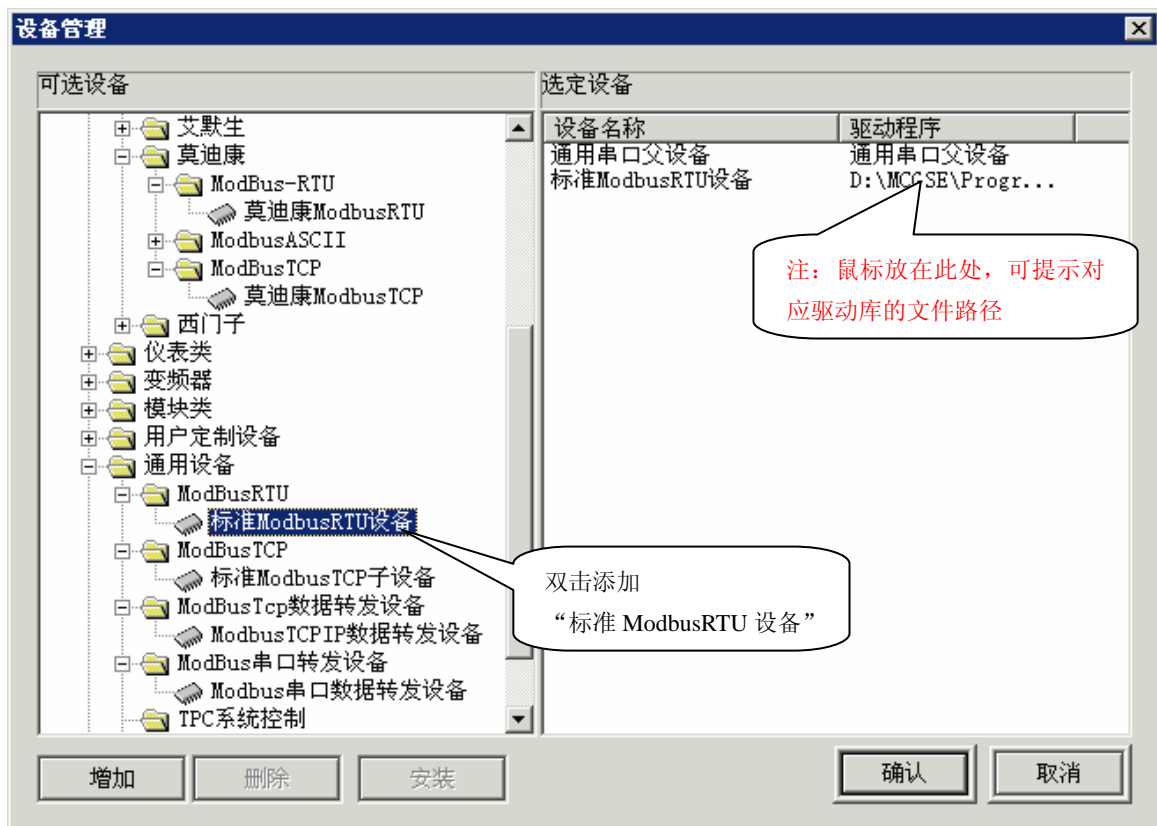 设备管理
可选设备
艾默生
莫迪康
ModBus-RTU
莫迪康ModbusRTU
ModbusASCII
ModBusTCP
莫迪康ModbusTCP
西门子
仪表类
变频器
模块类
用户定制设备
通用设备
ModBusRTU
标准ModbusRTU设备
ModBusTCP
标准ModbusTCP子设备
ModBusTcp数据转发设备
ModbusTCPIP数据转发设备
ModBus串口转发设备
Modbus串口数据转发设备
TPC系统控制
选定设备
设备名称 驱动程序
通用串口父设备 通用串口父设备
标准ModbusRTU设备 D:\MCGSE\Progr...
注：鼠标放在此处，可提示对
应驱动库的文件路径
双击添加
“标准 ModbusRTU 设备”
增加 删除 安装 确认 取消